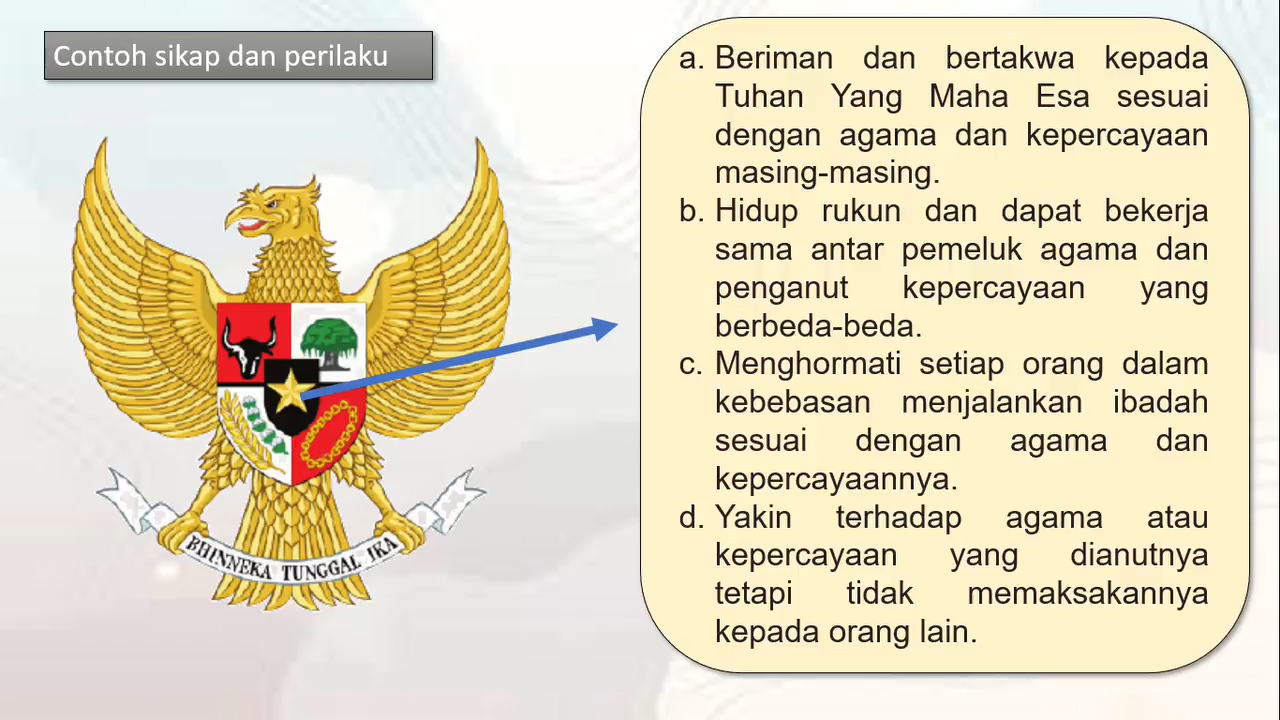 Contoh sikap dan perilaku
a. Beriman dan bertakwa kepada
Tuhan Yang Maha Esa sesuai
dengan agama dan kepercayaan
masing-masing.
b. Hidup rukun dan dapat bekerja
sama antar pemeluk agama dan
penganut kepercayaan yang
berbeda-beda.
c. Menghormati setiap orang dalam
kebebasan menjalankan ibadah
sesuai dengan agama dan
kepercayaannya.
d. Yakin terhadap agama atau
kepercayaan yang dianutnya
tetapi tidak memaksakannya
kepada orang lain.
BHINNEKA TUNGGAL IKA